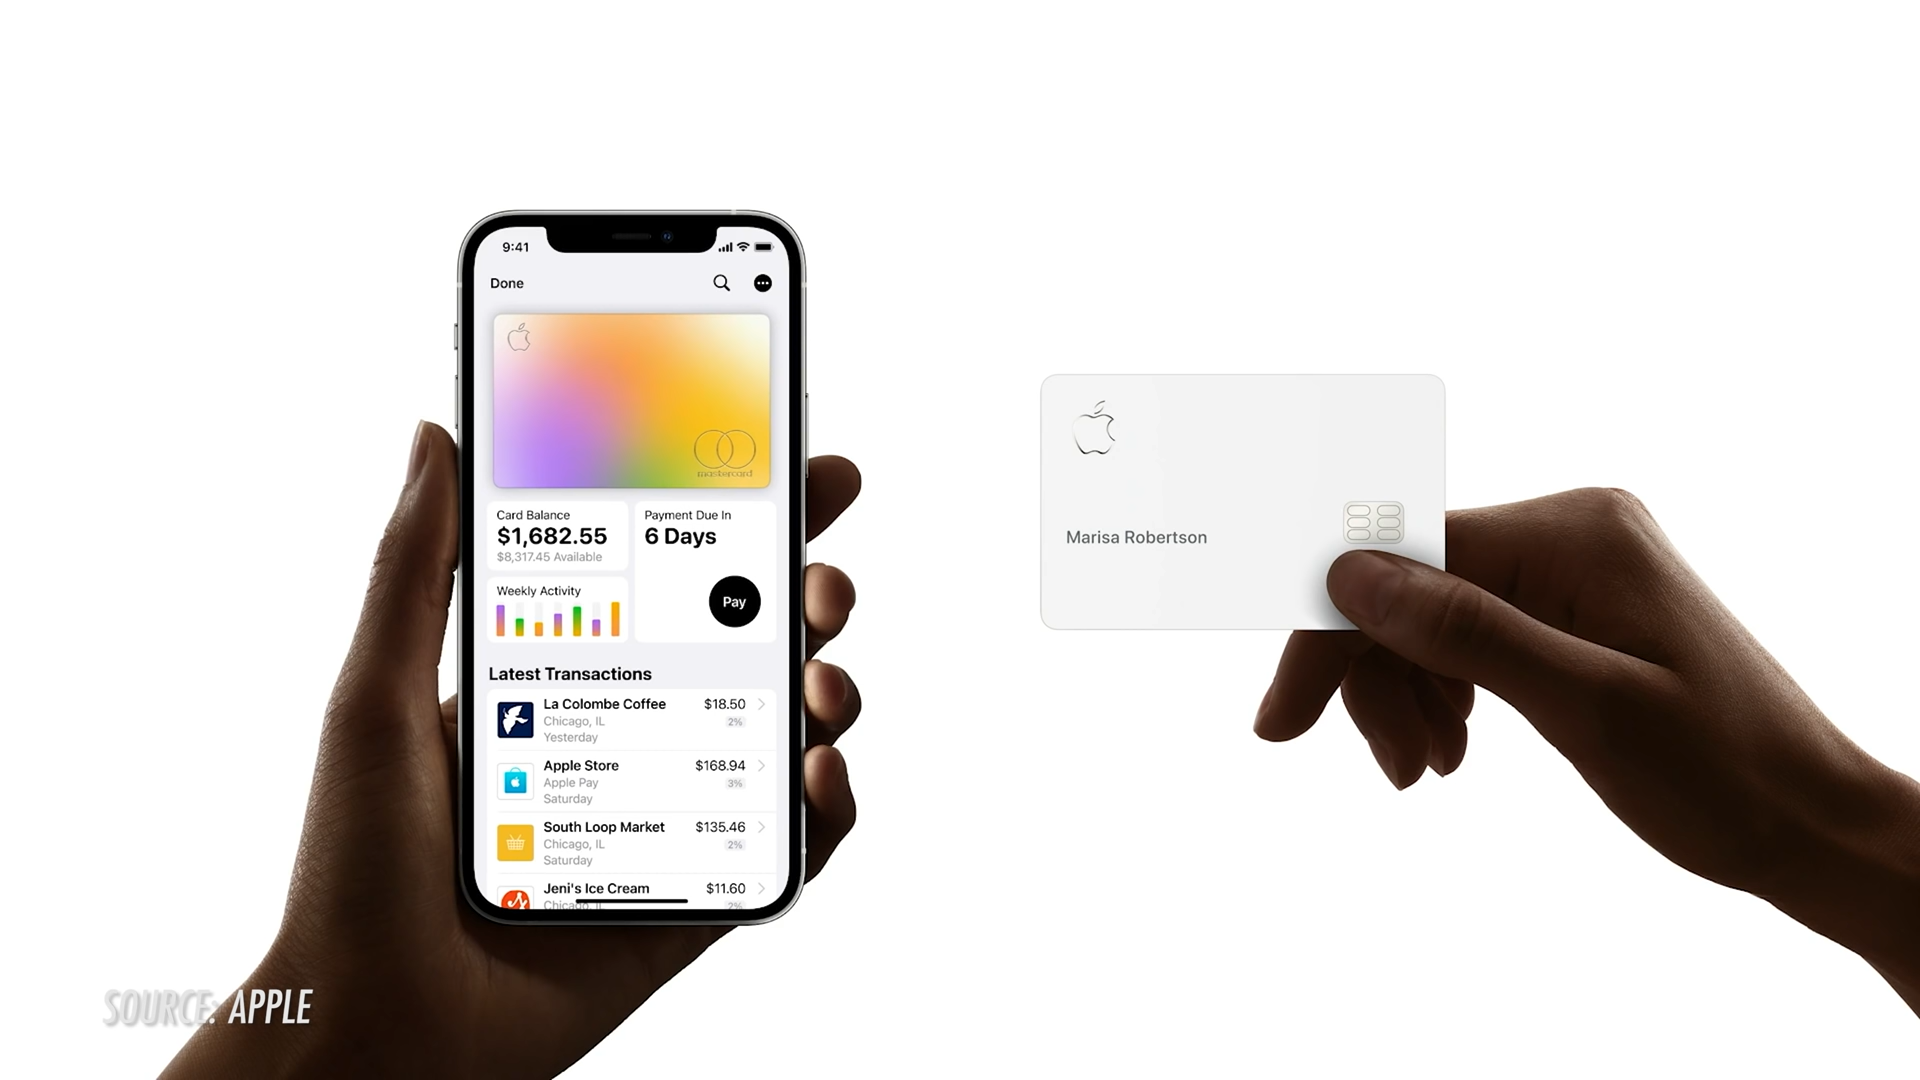 9:41
Done
mastercard
Card Balance
$1,682.55
$8,317.45 Available
Payment Due In
6 Days
Pay
Weekly Activity
Latest Transactions
La Colombe Coffee $18.50
Chicago, IL 2%
Yesterday
Apple Store $168.94
Apple Pay 3%
Saturday
South Loop Market $135.46
Chicago, IL 2%
Saturday
Jeni's Ice Cream $11.60
Chicago, IL 2%
Marisa Robertson
SOURCE: APPLE